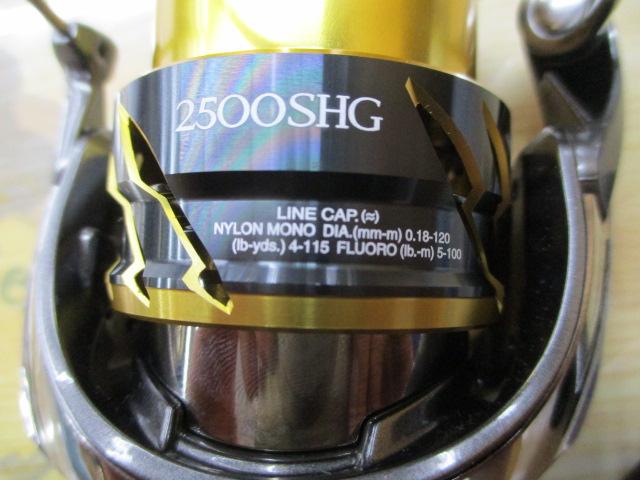 2500SHG
LINE CAP.(≈)
NYLON MONO DIA.(mm-m) 0.18-120
(lb-yds.) 4-115 FLUORO (lb.-m) 5-100